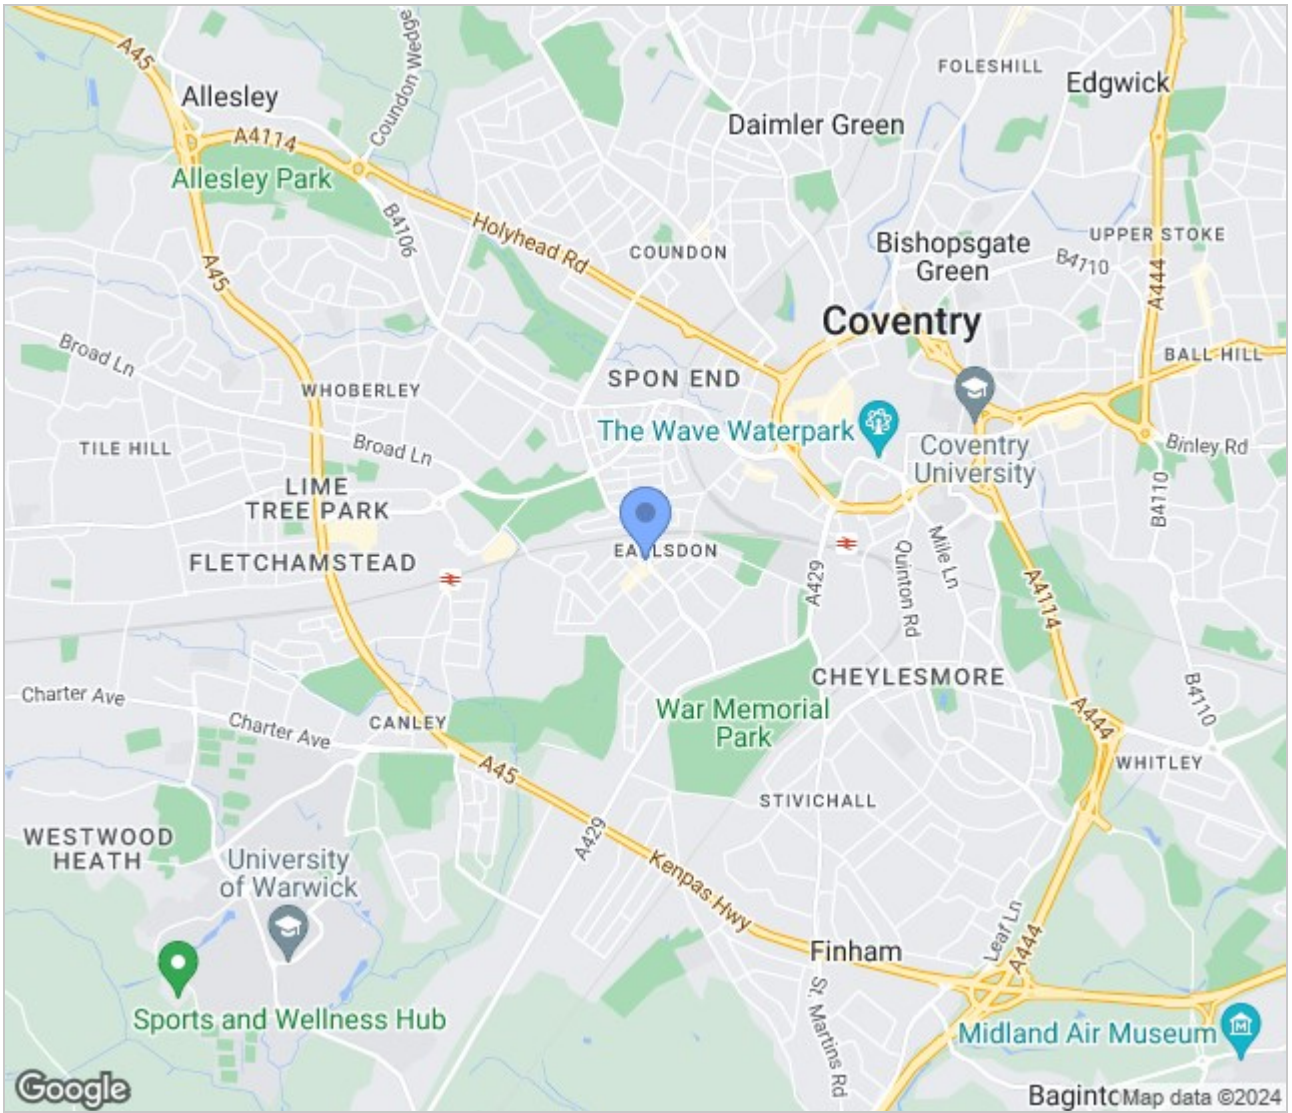 A45
Coundon Wedge
FOLESHILL
Edgwick
Allesley
Daimler Green
A4114
Allesley Park
B4106
Holyhead Rd
COUNDON
Bishopsgate
Green
UPPER STOKE
B4110
A444
A45
Coventry
Broad Ln
BALL HILL
SPON END
WHOBERLEY
The Wave Waterpark
TILE HILL
Broad Ln
Coventry
University
Binley Rd
LIME
TREE PARK
B4110
FLETCHAMSTEAD
EARLSDON
A429
Quinton Rd
Mile Ln
A4114
CHEYLESMORE
Charter Ave
War Memorial
Park
Charter Ave
CANLEY
A444
B4110
WHITLEY
A45
STIVICHALL
WESTWOOD
HEATH
A429
University
of Warwick
Kenpas Hwy
Leaf Ln
A444
Finham
St. Martins Rd
Sports and Wellness Hub
Midland Air Museum
Google
Map data ©2024